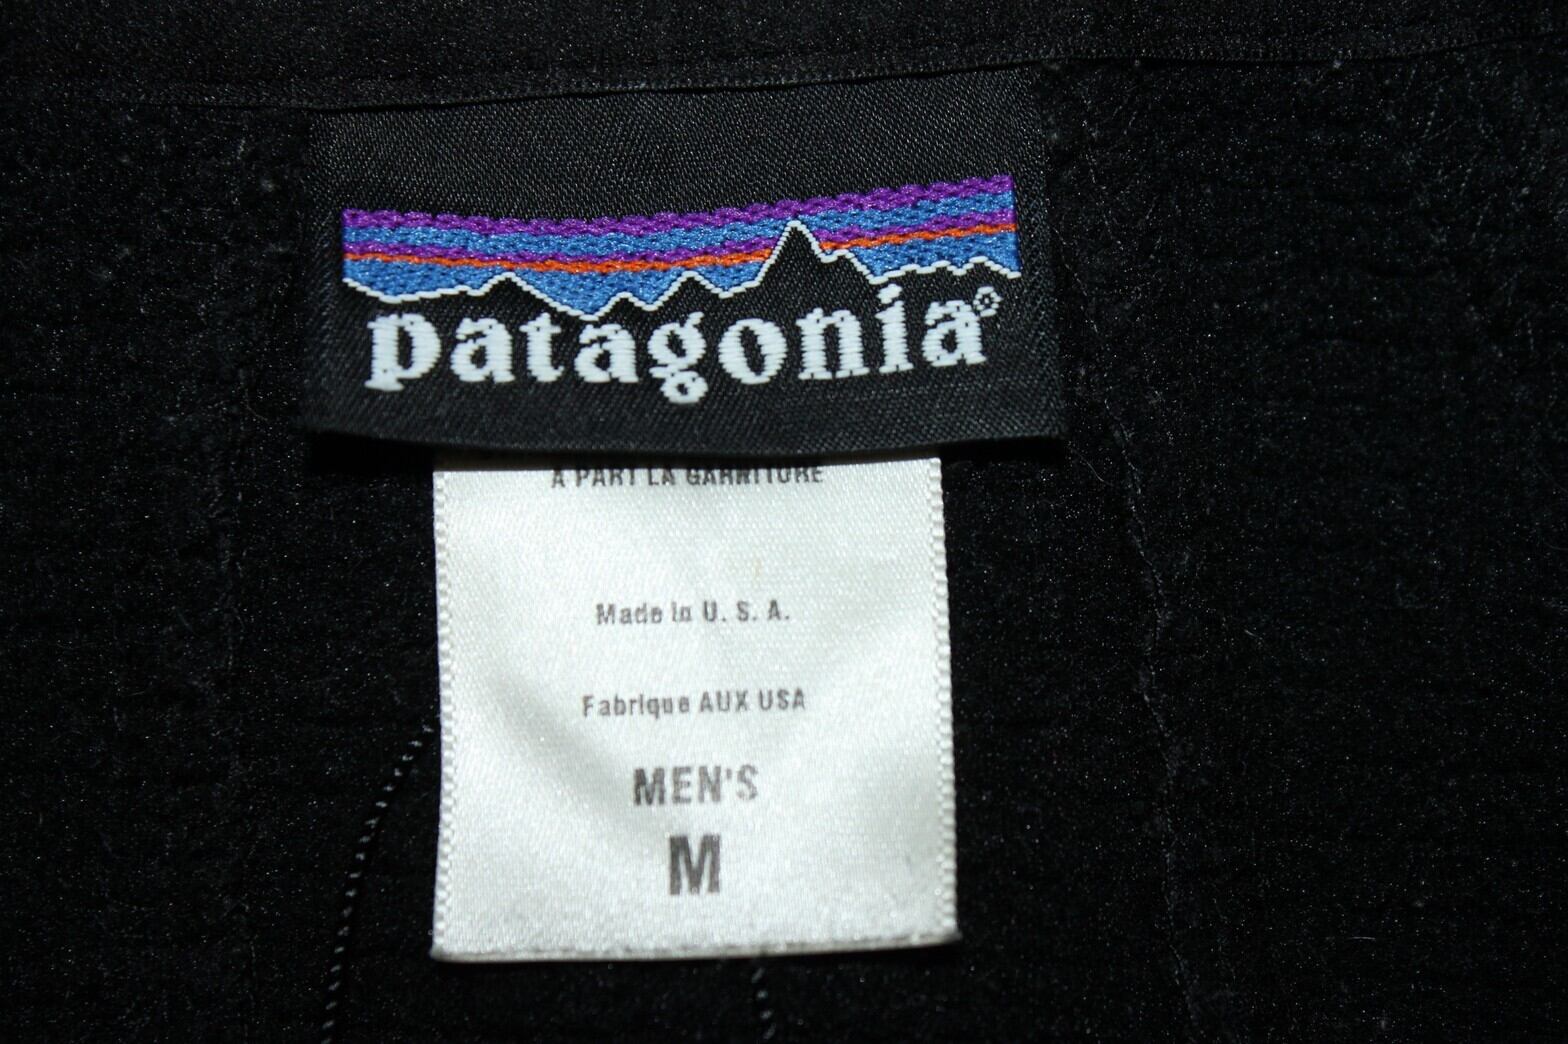 patagonia®
A PART LA GARNITURE
Made in U. S. A.
Fabrique AUX USA
MEN'S
M